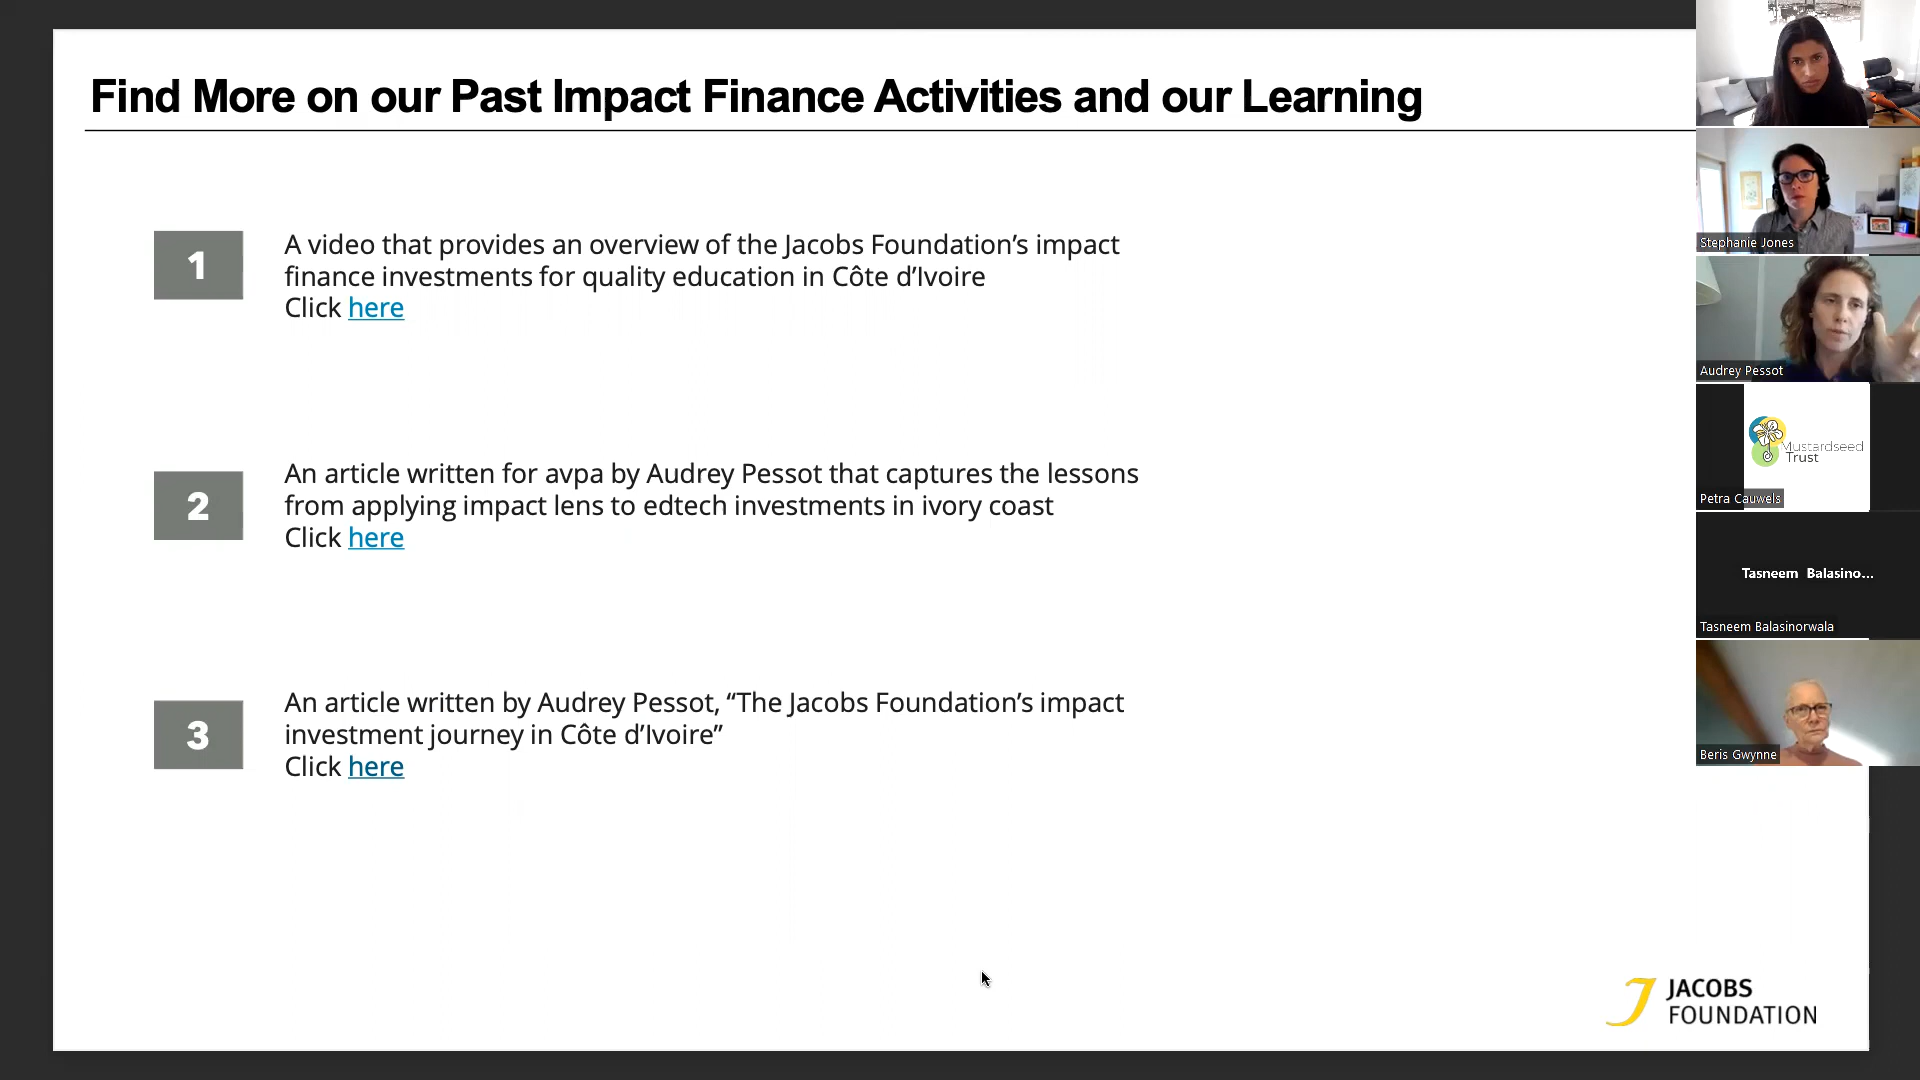 Find More on our Past Impact Finance Activities and our Learning
1
A video that provides an overview of the Jacobs Foundation’s impact
finance investments for quality education in Côte d’Ivoire
Click here
2
An article written for avpa by Audrey Pessot that captures the lessons
from applying impact lens to edtech investments in ivory coast
Click here
3
An article written by Audrey Pessot, “The Jacobs Foundation’s impact
investment journey in Côte d’Ivoire”
Click here
JACOBS
FOUNDATION
Stephanie Jones
Audrey Pessot
Mustardseed
Trust
Petra Cauwels
Tasneem Balasino...
Tasneem Balasinorwala
Beris Gwynne